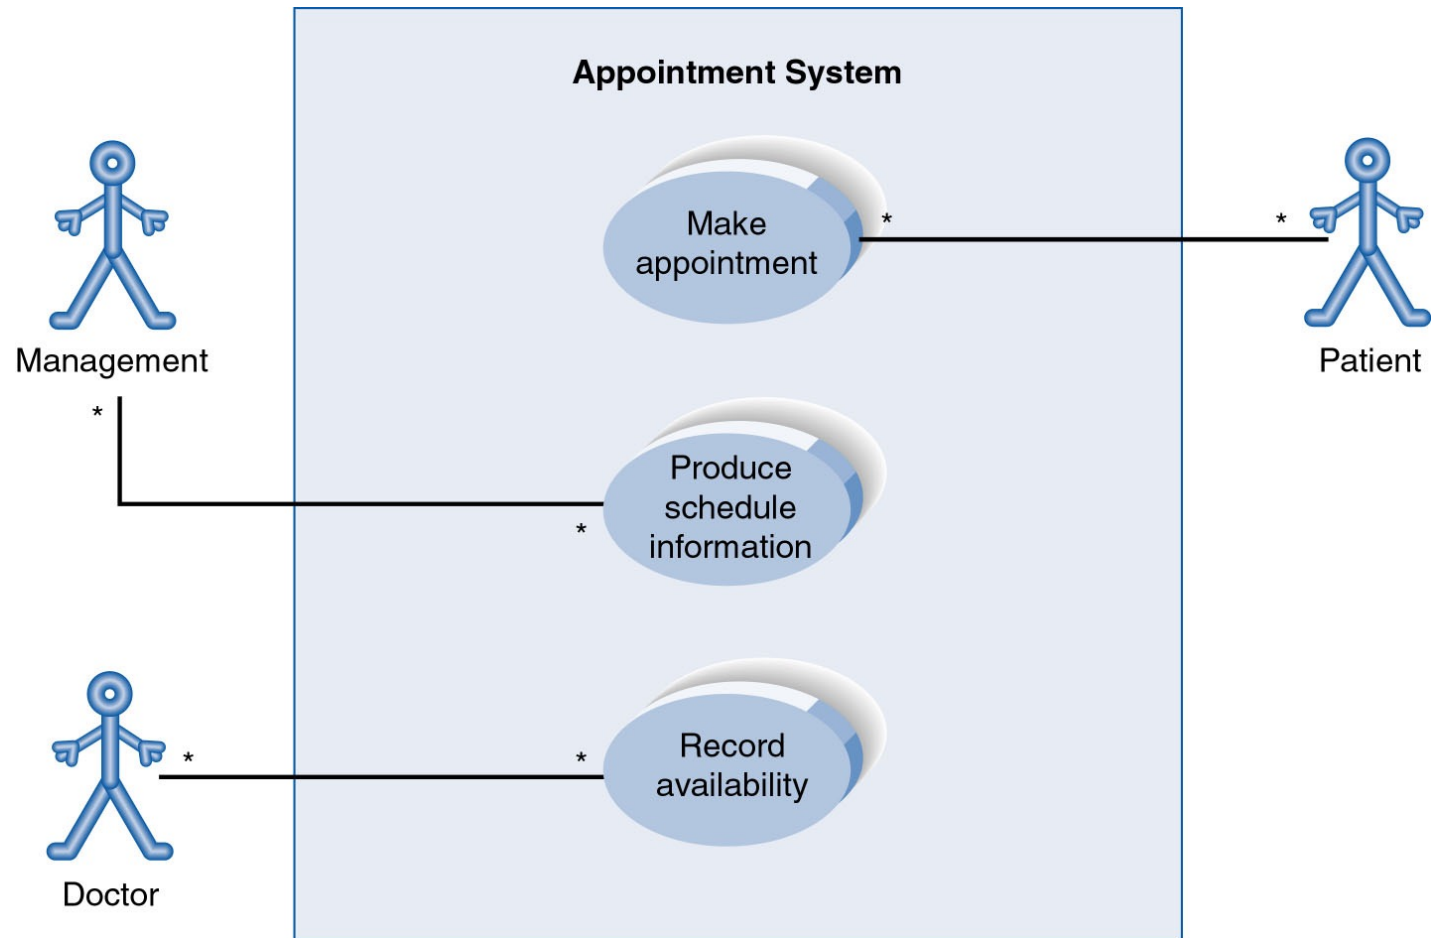 Appointment System
Make
appointment
*
*
Management
Patient
*
Produce
schedule
information
*
Record
availability
*
*
Doctor